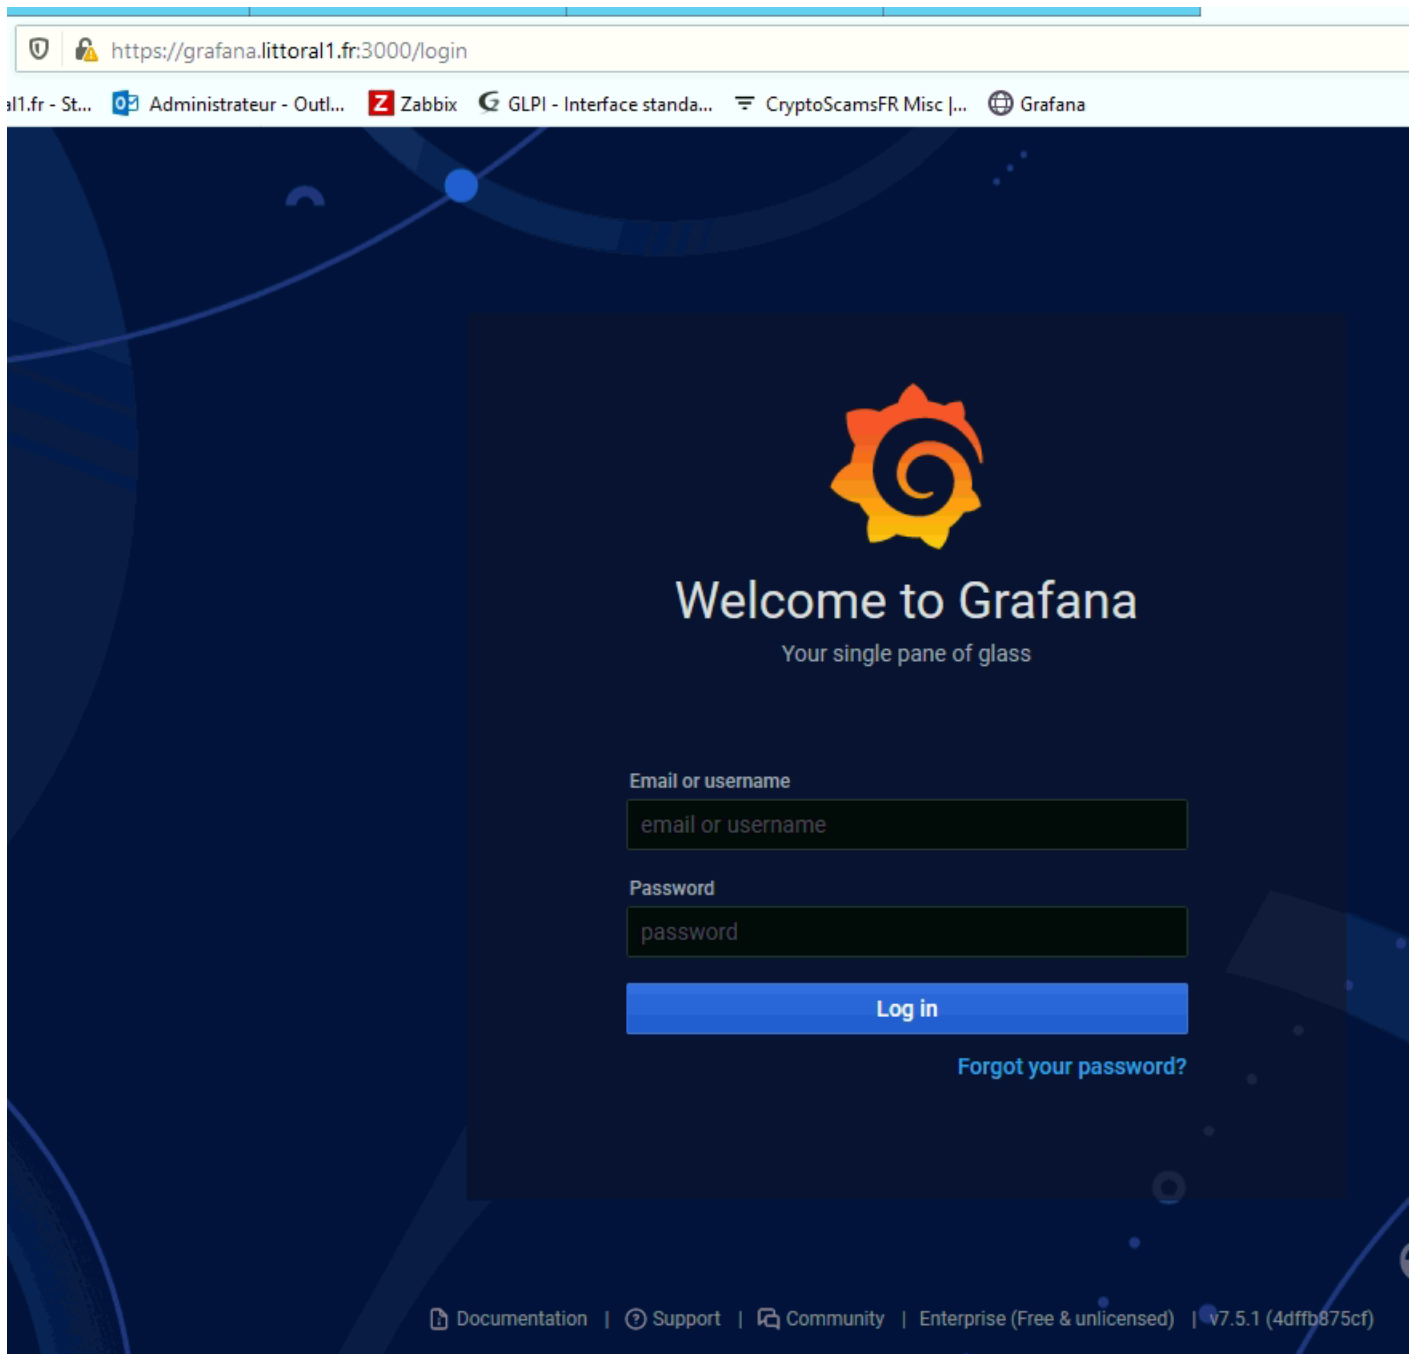 https://grafana.littoral1.fr:3000/login
al1.fr - St... Administrateur - Outl... Z Zabbix GLPI - Interface standa... CryptoScamsFR Misc |... Grafana
Welcome to Grafana
Your single pane of glass
Email or username
email or username
Password
password
Log in
Forgot your password?
Documentation | Support | Community | Enterprise (Free & unlicensed) | v7.5.1 (4dffb875cf)